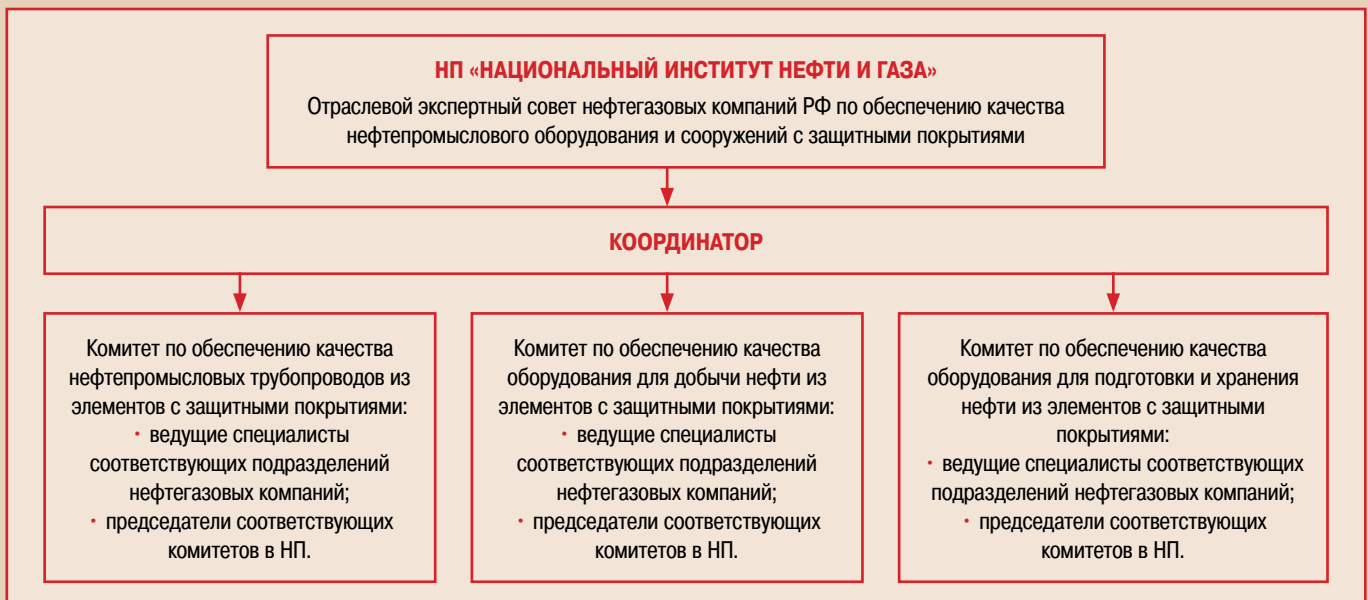 НП «НАЦИОНАЛЬНЫЙ ИНСТИТУТ НЕФТИ И ГАЗА»
Отраслевой экспертный совет нефтегазовых компаний РФ по обеспечению качества
нефтепромыслового оборудования и сооружений с защитными покрытиями
КООРДИНАТОР
Комитет по обеспечению качества
нефтепромысловых трубопроводов из
элементов с защитными покрытиями:
• ведущие специалисты
соответствующих подразделений
нефтегазовых компаний;
• председатели соответствующих
комитетов в НП.
Комитет по обеспечению качества
оборудования для добычи нефти из
элементов с защитными покрытиями:
• ведущие специалисты
соответствующих подразделений
нефтегазовых компаний;
• председатели соответствующих
комитетов в НП.
Комитет по обеспечению качества
оборудования для подготовки и хранения
нефти из элементов с защитными
покрытиями:
• ведущие специалисты соответствующих
подразделений нефтегазовых компаний;
• председатели соответствующих
комитетов в НП.